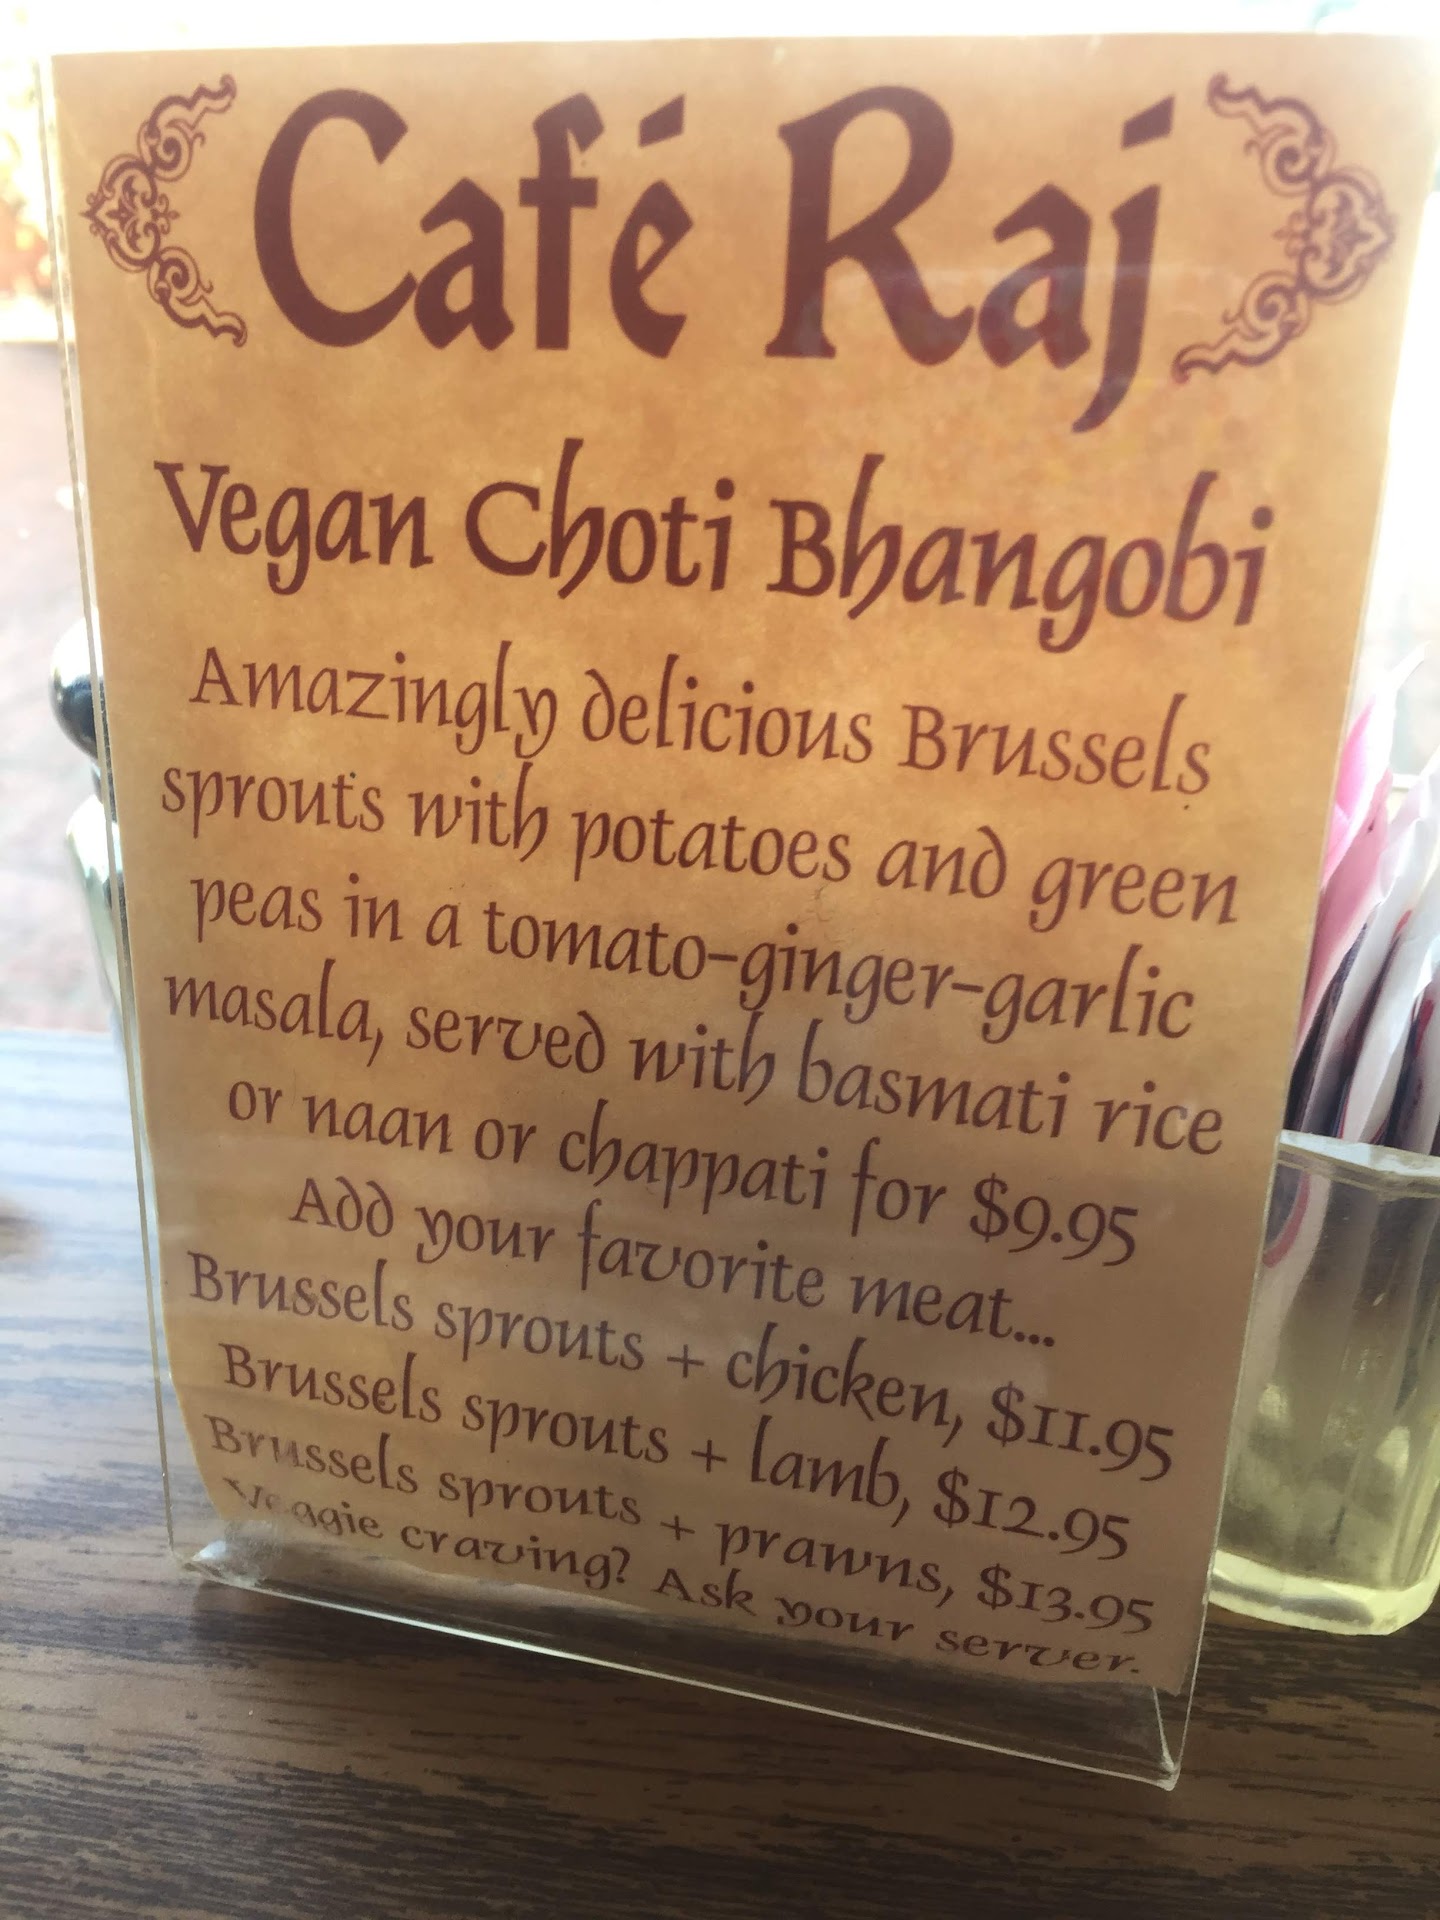 Café Raj
Vegan Choti Bhangobi
Amazingly delicious Brussels
sprouts with potatoes and green
peas in a tomato-ginger-garlic
masala, served with basmati rice
or naan or chappati for $9.95
Add your favorite meat...
Brussels sprouts + chicken, $11.95
Brussels sprouts + lamb, $12.95
Brussels sprouts + prawns, $13.95
Veggie craving? Ask your server.